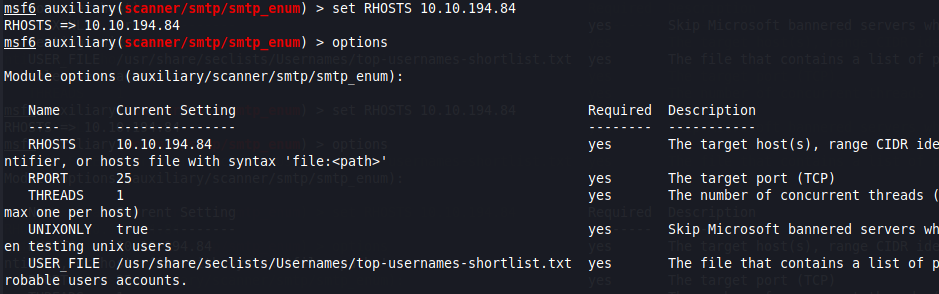 msf6 auxiliary(scanner/smtp/smtp_enum) > set RHOSTS 10.10.194.84
RHOSTS => 10.10.194.84
msf6 auxiliary(scanner/smtp/smtp_enum) > options
Module options (auxiliary/scanner/smtp/smtp_enum):
Name Current Setting Required Description
---- --------------- -------- -----------
RHOSTS 10.10.194.84 yes The target host(s), range CIDR ide
ntifier, or hosts file with syntax 'file:<path>'
RPORT 25 yes The target port (TCP)
THREADS 1 yes The number of concurrent threads (
max one per host)
UNIXONLY true yes Skip Microsoft bannered servers wh
en testing unix users
USER_FILE /usr/share/seclists/Usernames/top-usernames-shortlist.txt yes The file that contains a list of p
robable users accounts.